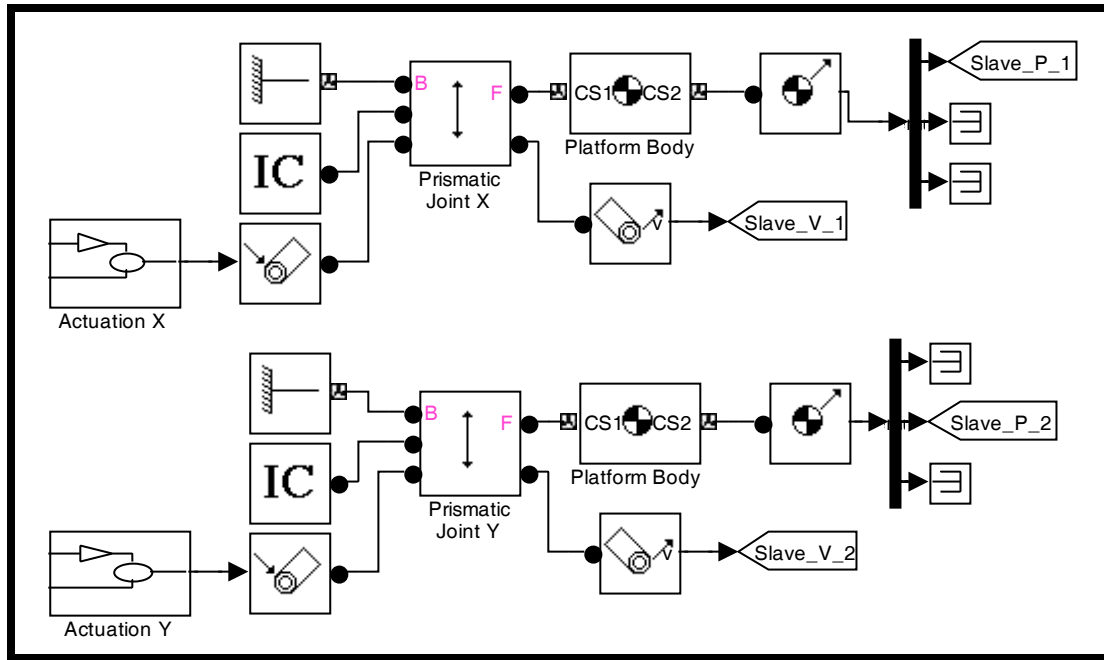 Slave_P_1
B
F
CS1 CS2
Platform Body
IC
Prismatic
Joint X
v
Slave_V_1
Actuation X
B
F
CS1 CS2
Slave_P_2
Platform Body
IC
Prismatic
Joint Y
v
Slave_V_2
Actuation Y